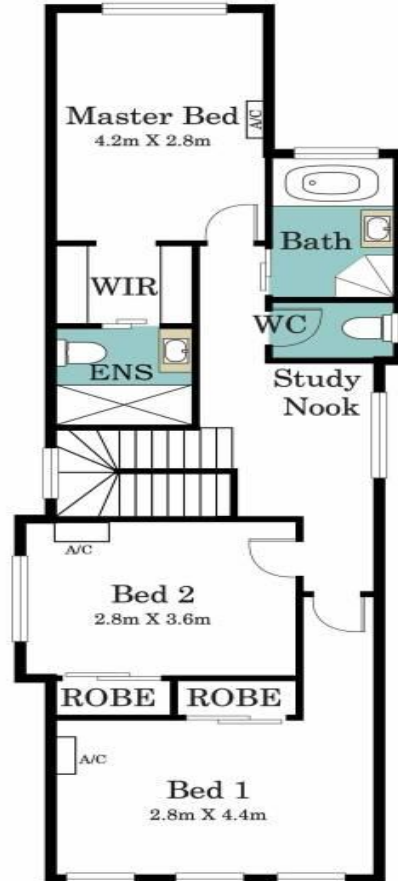 Master Bed
4.2m X 2.8m
A/C
Bath
WIR
WC
ENS
Study
Nook
A/C
Bed 2
2.8m X 3.6m
ROBE
ROBE
A/C
Bed 1
2.8m X 4.4m